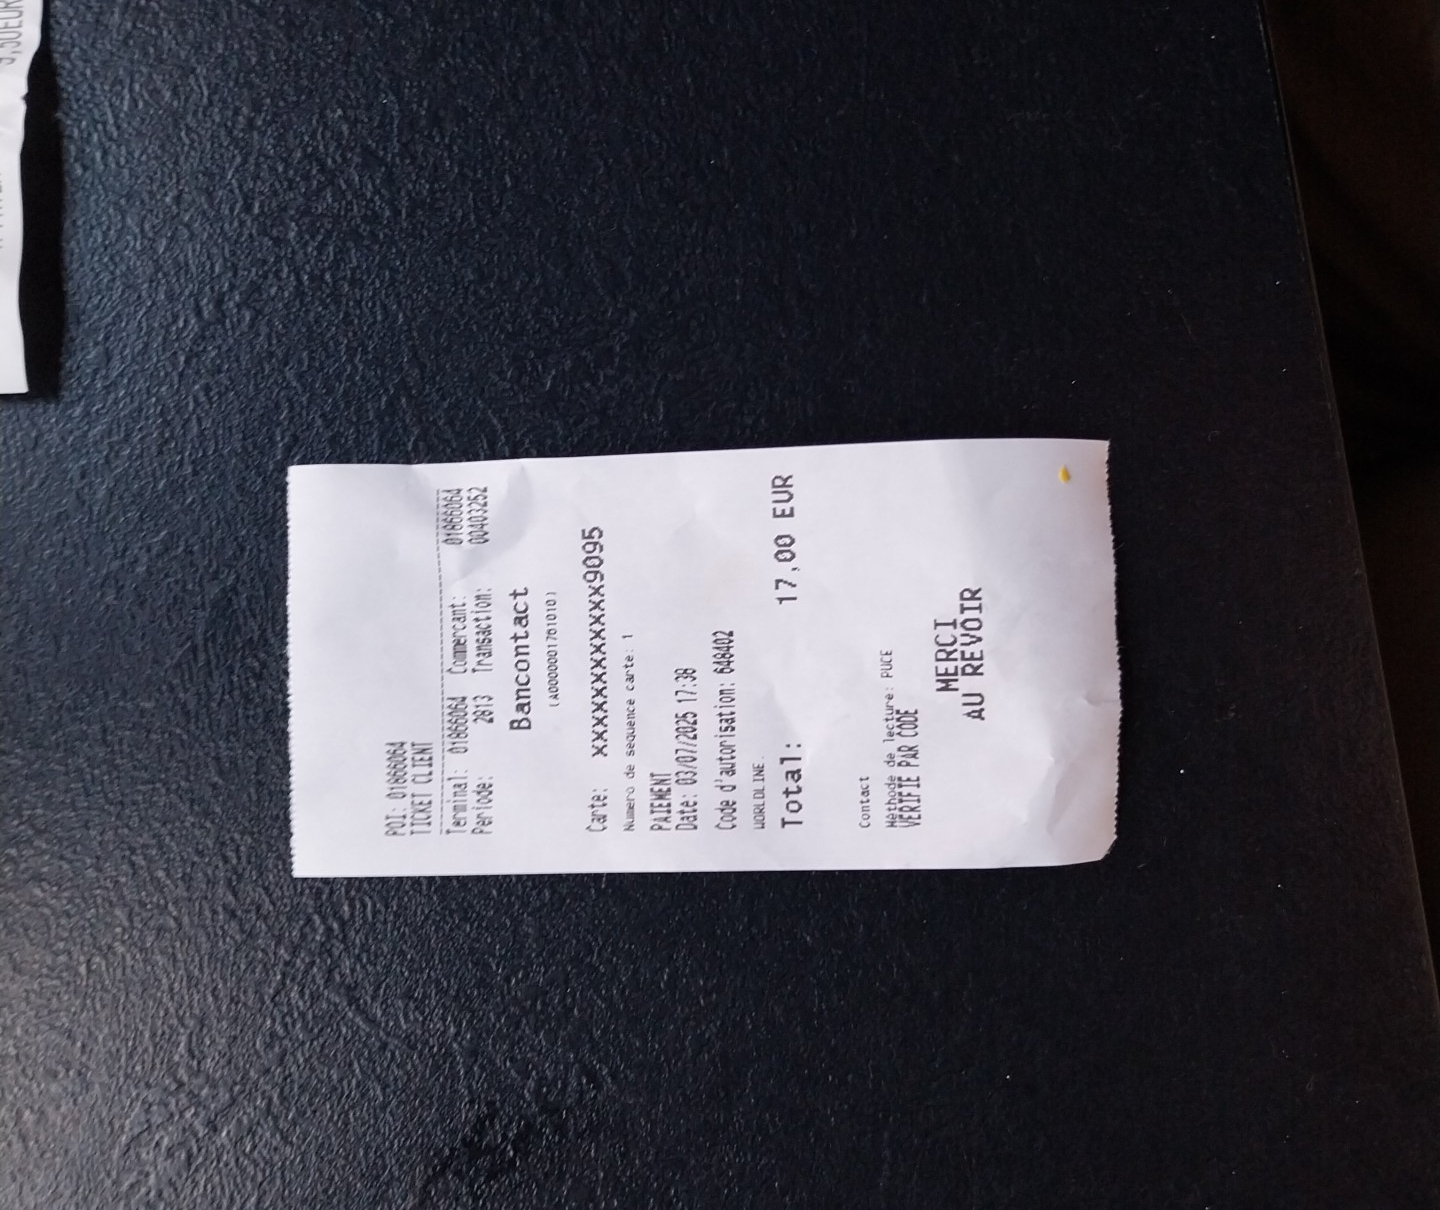 POI: 01866064
TICKET CLIENT
Terminal: 01866064 Commercant: 01866064
Periode: 2813 Transaction: 00403252
Bancontact
(A0000001761010)
Carte: XXXXXXXXXXXXX9095
Numero de sequence carte: 1
PAIEMENT
Date: 03/07/2025 17:38
Code d'autorisation: 648402
WORLDLINE.
Total: 17,00 EUR
Contact
Méthode de lecture: PUCE
VERIFIE PAR CODE
MERCI
AU REVOIR